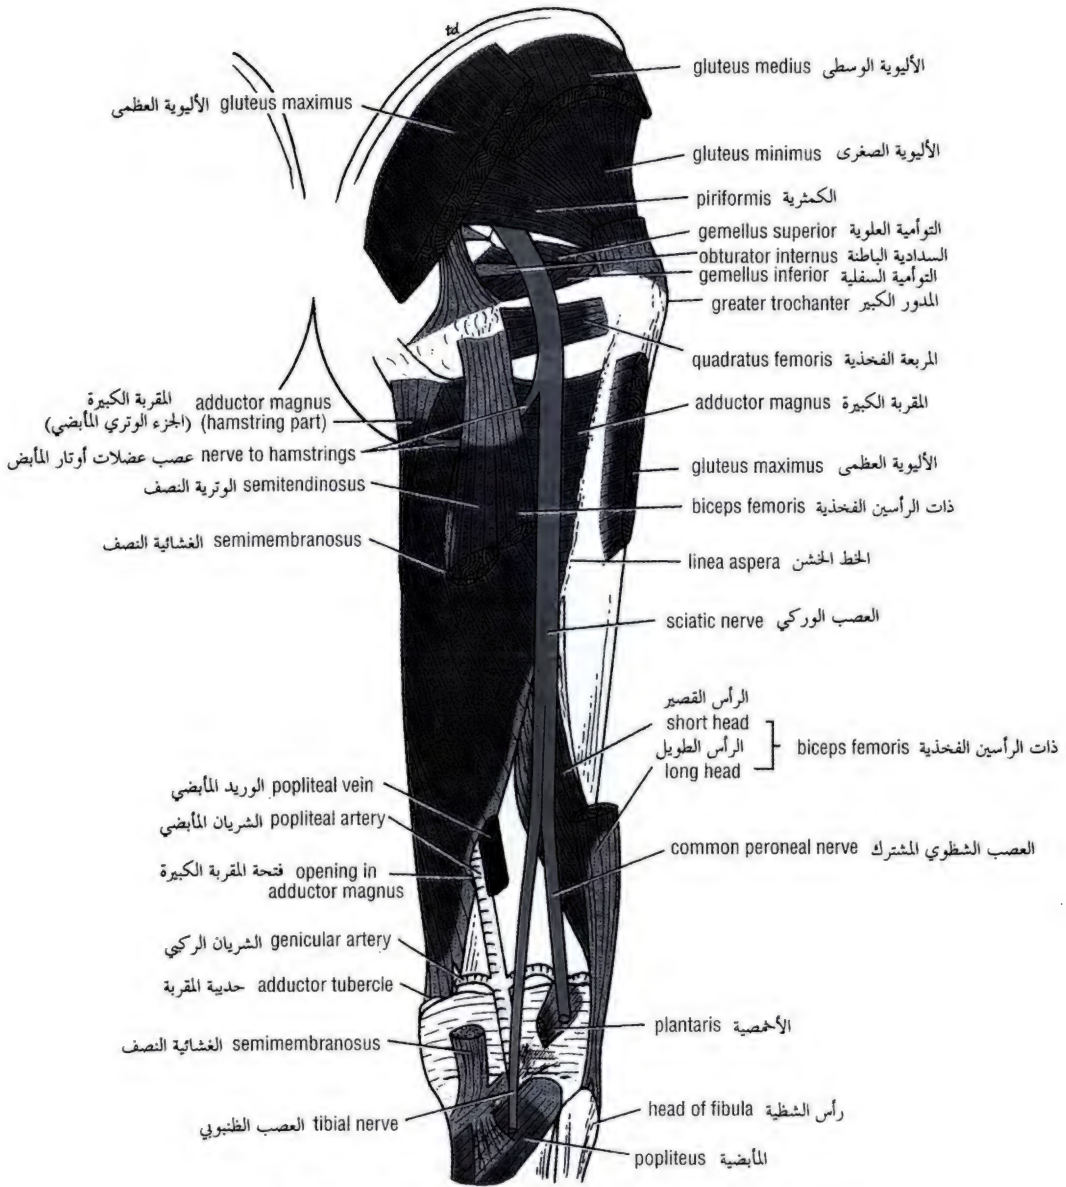 td
gluteus medius الأليوية الوسطى
الأليوية العظمى gluteus maximus
gluteus minimus الأليوية الصغرى
piriformis الكمثرية
gemellus superior التوأمية العلوية
obturator internus السدادية الباطنة
gemellus inferior التوأمية السفلية
greater trochanter المدور الكبير
quadratus femoris المربعة الفخذية
المقربة الكبيرة adductor magnus
(الجزء الوتري المأبضي) (hamstring part)
adductor magnus المقربة الكبيرة
عصب عضلات أوتار المأبض nerve to hamstrings
gluteus maximus الأليوية العظمى
الوترية النصف semitendinosus
biceps femoris ذات الرأسين الفخذية
الغشائية النصف semimembranosus
linea aspera الخط الخشن
sciatic nerve العصب الوركي
الرأس القصير
short head
biceps femoris ذات الرأسين الفخذية
الرأس الطويل
long head
الوريد المأبضي popliteal vein
الشريان المأبضي popliteal artery
common peroneal nerve العصب الشظوي المشترك
فتحة المقربة الكبيرة opening in
adductor magnus
الشريان الركبي genicular artery
حديبة المقربة adductor tubercle
plantaris الأخمصية
الغشائية النصف semimembranosus
head of fibula رأس الشظية
العصب الظنبوبي tibial nerve
popliteus المأبضية